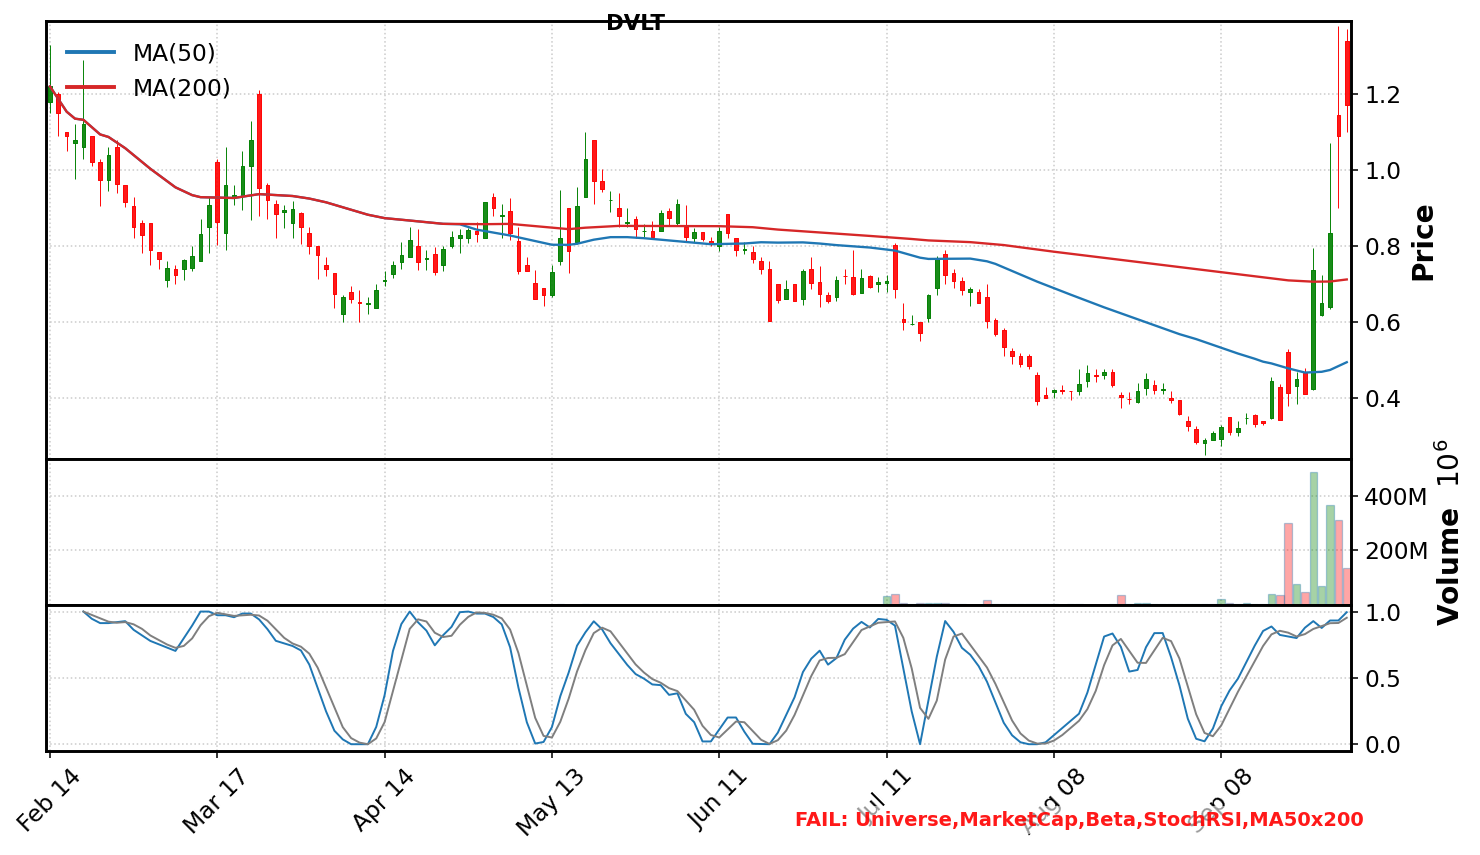 DVLT
MA(50)
MA(200)
1.2
1.0
0.8
0.6
0.4
Price
400M
200M
Volume 10^6
1.0
0.5
0.0
Feb 14
Mar 17
Apr 14
May 13
Jun 11
Jul 11
Aug 08
Sep 08
FAIL: Universe,MarketCap,Beta,StochRSI,MA50x200